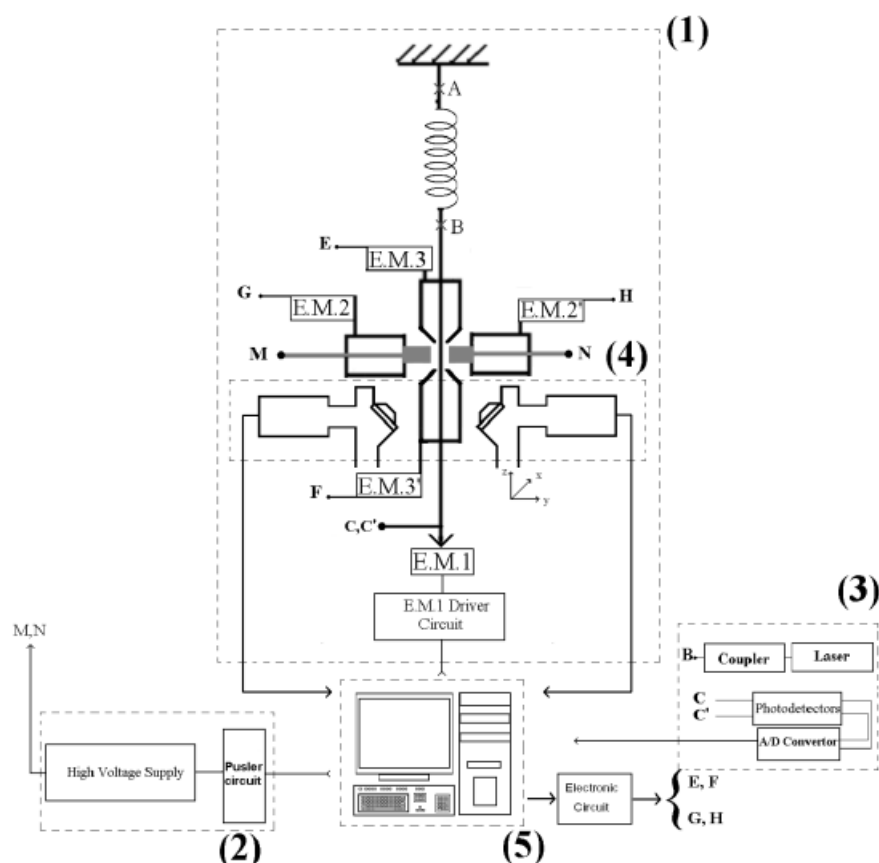 (1)
A
B
E
E.M.3
G
E.M.2
E.M.2'
H
M
N
(4)
z
x
y
F
E.M.3'
C,C'
E.M.1
E.M.1 Driver
Circuit
(3)
B
Coupler
Laser
C
C'
Photodetectors
A/D Convertor
M,N
High Voltage Supply
Pusler
circuit
(2)
(5)
Electronic
Circuit
E, F
G, H